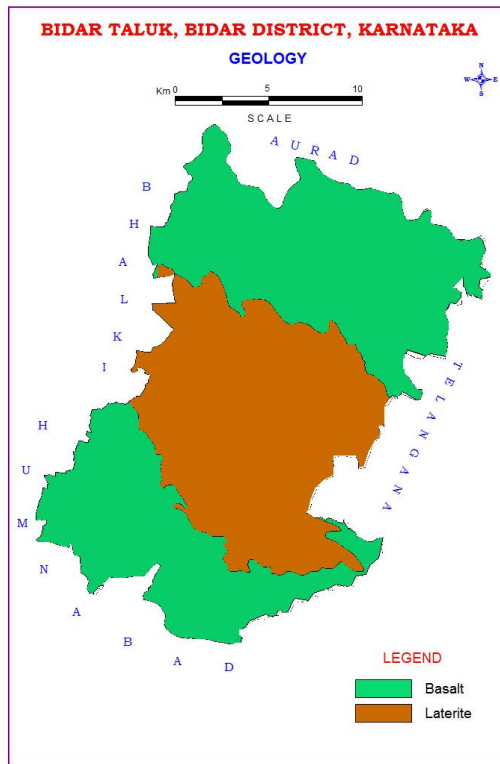 BIDAR TALUK, BIDAR DISTRICT, KARNATAKA
GEOLOGY
N
W E
S
Km 0 5 10
SCALE
AURAD
BHALKI
TELANGANA
HUMNABAD
LEGEND
Basalt
Laterite